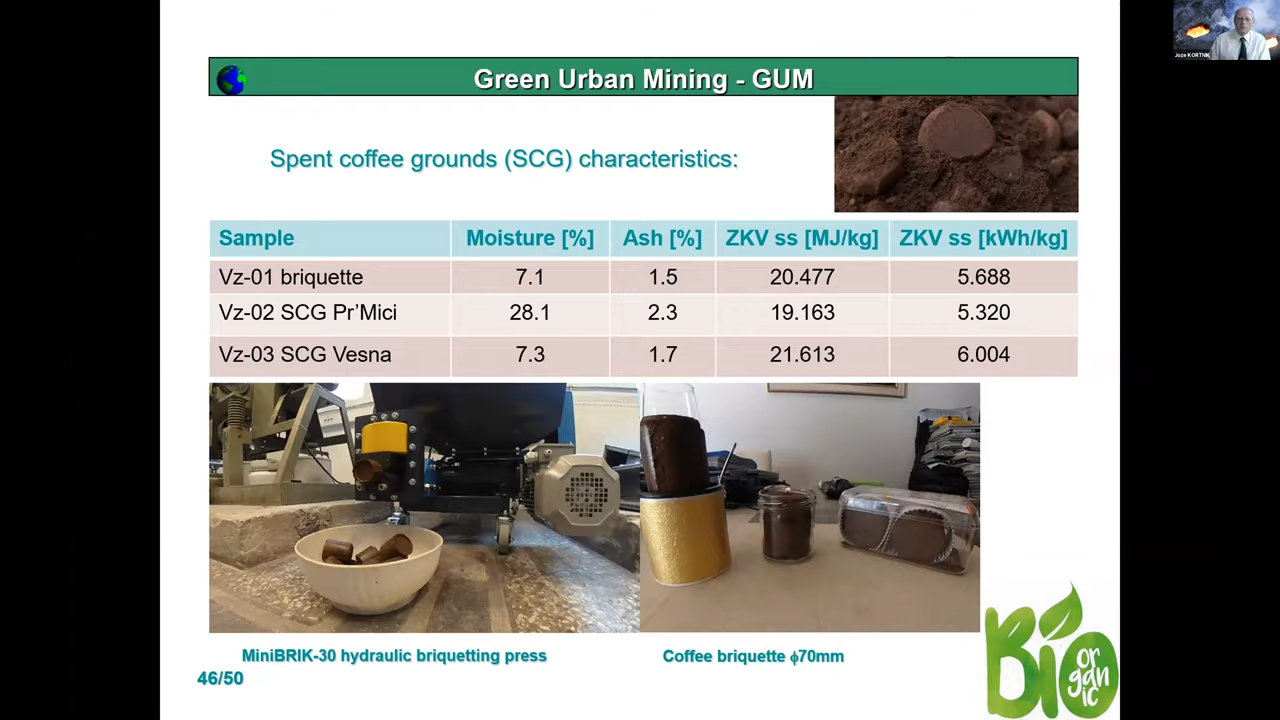 Joze KORTNIK
Green Urban Mining - GUM
Spent coffee grounds (SCG) characteristics:
Sample Moisture [%] Ash [%] ZKV ss [MJ/kg] ZKV ss [kWh/kg]
Vz-01 briquette 7.1 1.5 20.477 5.688
Vz-02 SCG Pr’Mici 28.1 2.3 19.163 5.320
Vz-03 SCG Vesna 7.3 1.7 21.613 6.004
MiniBRIK-30 hydraulic briquetting press
Coffee briquette ϕ70mm
46/50
Bio
or
gan
ic